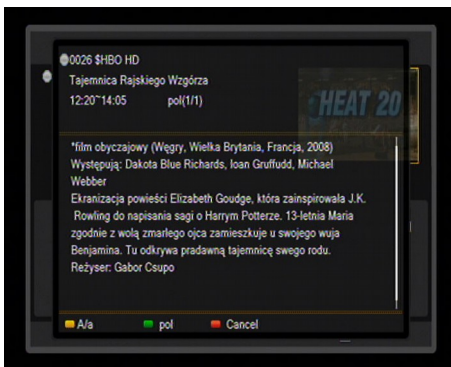 0026 $HBO HD
Tajemnica Rajskiego Wzgórza
12:20~14:05 pol(1/1)
HEAT 20
*film obyczajowy (Węgry, Wielka Brytania, Francja, 2008)
Występują: Dakota Blue Richards, Ioan Gruffudd, Michael
Webber
Ekranizacja powieści Elizabeth Goudge, która zainspirowała J.K.
Rowling do napisania sagi o Harrym Potterze. 13-letnia Maria
zgodnie z wolą zmarłego ojca zamieszkuje u swojego wuja
Benjamina. Tu odkrywa pradawną tajemnicę swego rodu.
Reżyser: Gabor Csupo
A/a pol Cancel